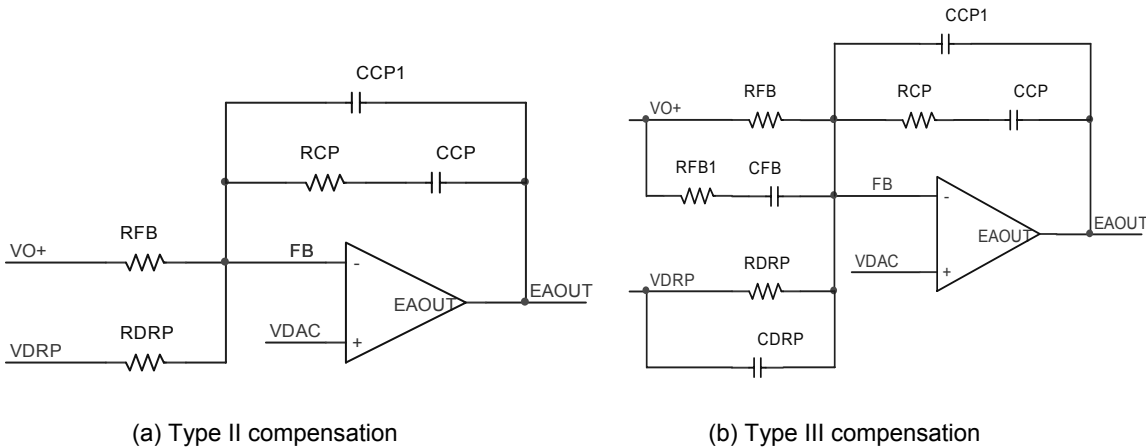 CCP1
RCP
CCP
RFB
VO+
FB
-
EAOUT
EAOUT
RDRP
VDRP
VDAC
+
(a) Type II compensation
CCP1
RFB
VO+
RCP
CCP
RFB1
CFB
FB
-
EAOUT
EAOUT
RDRP
VDRP
VDAC
+
CDRP
(b) Type III compensation